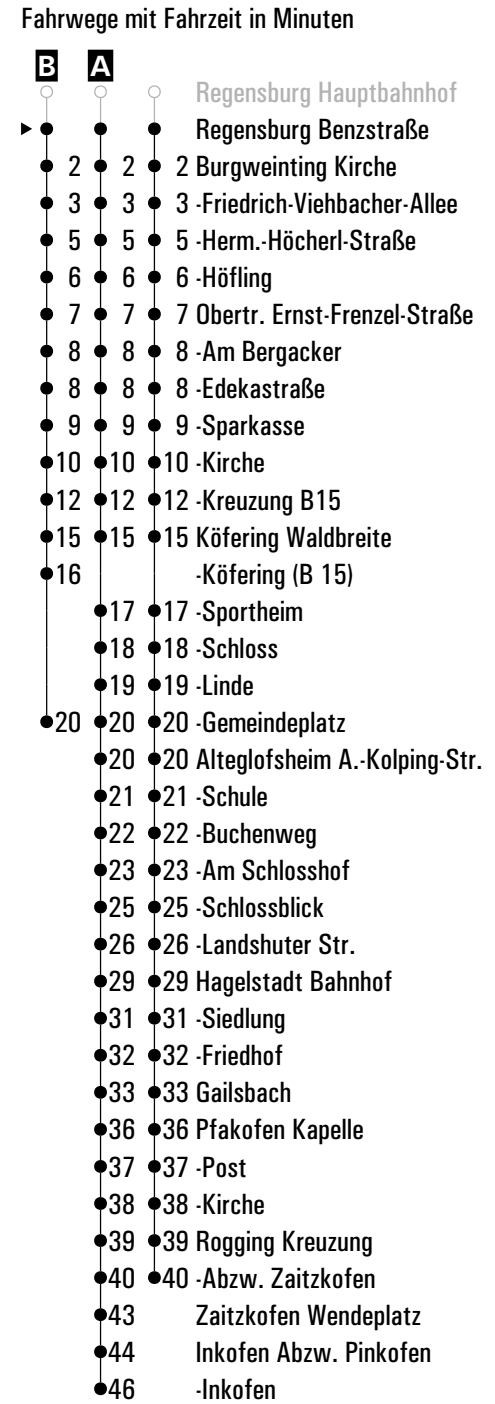 Fahrwege mit Fahrzeit in Minuten
B A
Regensburg Hauptbahnhof
Regensburg Benzstraße
2 2 2 Burgweinting Kirche
3 3 3 -Friedrich-Viehbacher-Allee
5 5 5 -Herm.-Höcherl-Straße
6 6 6 -Höfling
7 7 7 Obertr. Ernst-Frenzel-Straße
8 8 8 -Am Bergacker
8 8 8 -Edekastraße
9 9 9 -Sparkasse
10 10 10 -Kirche
12 12 12 -Kreuzung B15
15 15 15 Köfering Waldbreite
16 -Köfering (B 15)
17 17 -Sportheim
18 18 -Schloss
19 19 -Linde
20 20 20 -Gemeindeplatz
20 20 Alteglofsheim A.-Kolping-Str.
21 21 -Schule
22 22 -Buchenweg
23 23 -Am Schlosshof
25 25 -Schlossblick
26 26 -Landshuter Str.
29 29 Hagelstadt Bahnhof
31 31 -Siedlung
32 32 -Friedhof
33 33 Gailsbach
36 36 Pfakofen Kapelle
37 37 -Post
38 38 -Kirche
39 39 Rogging Kreuzung
40 40 -Abzw. Zaitzkofen
43 Zaitzkofen Wendeplatz
44 Inkofen Abzw. Pinkofen
46 -Inkofen